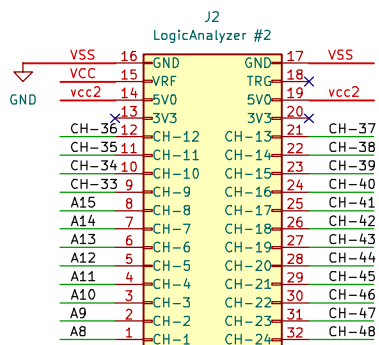 J2
LogicAnalyzer #2
VSS 16 GND GND 17 VSS
VCC 15 VRF TRG 18
vcc2 14 5V0 5V0 19 vcc2
13 3V3 3V3 20
CH-36 12 CH-12 CH-13 21 CH-37
CH-35 11 CH-11 CH-14 22 CH-38
CH-34 10 CH-10 CH-15 23 CH-39
CH-33 9 CH-9 CH-16 24 CH-40
A15 8 CH-8 CH-17 25 CH-41
A14 7 CH-7 CH-18 26 CH-42
A13 6 CH-6 CH-19 27 CH-43
A12 5 CH-5 CH-20 28 CH-44
A11 4 CH-4 CH-21 29 CH-45
A10 3 CH-3 CH-22 30 CH-46
A9 2 CH-2 CH-23 31 CH-47
A8 1 CH-1 CH-24 32 CH-48
GND